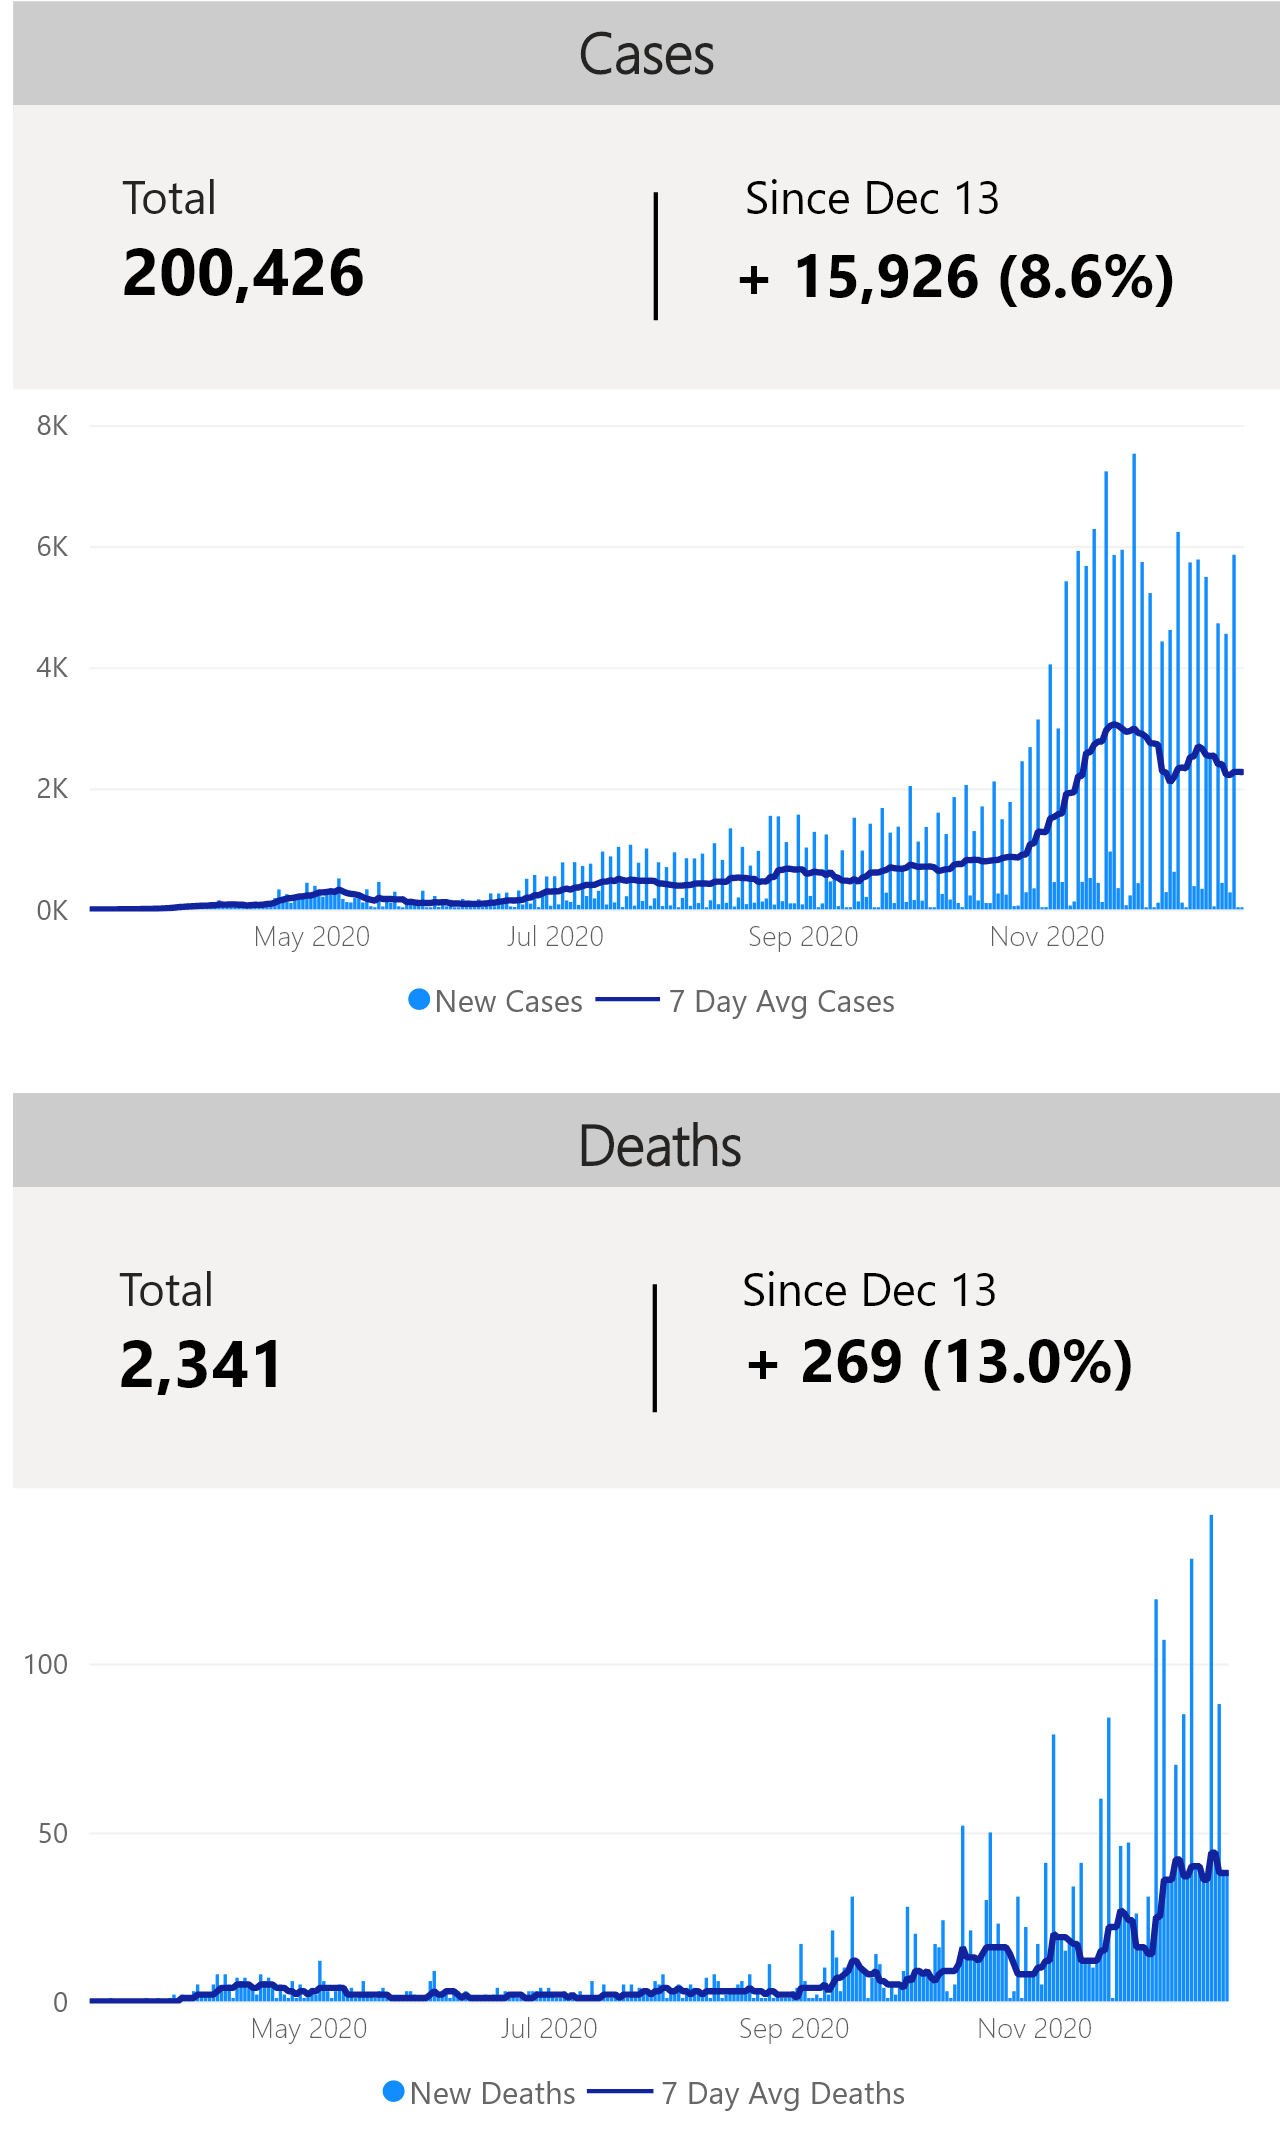 Cases
Total
Since Dec 13
200,426
+ 15,926 (8.6%)
8K
6K
4K
2K
0K
May 2020
Jul 2020
Sep 2020
Nov 2020
New Cases
7 Day Avg Cases
Deaths
Total
Since Dec 13
2,341
+ 269 (13.0%)
100
50
0
May 2020
Jul 2020
Sep 2020
Nov 2020
New Deaths
7 Day Avg Deaths